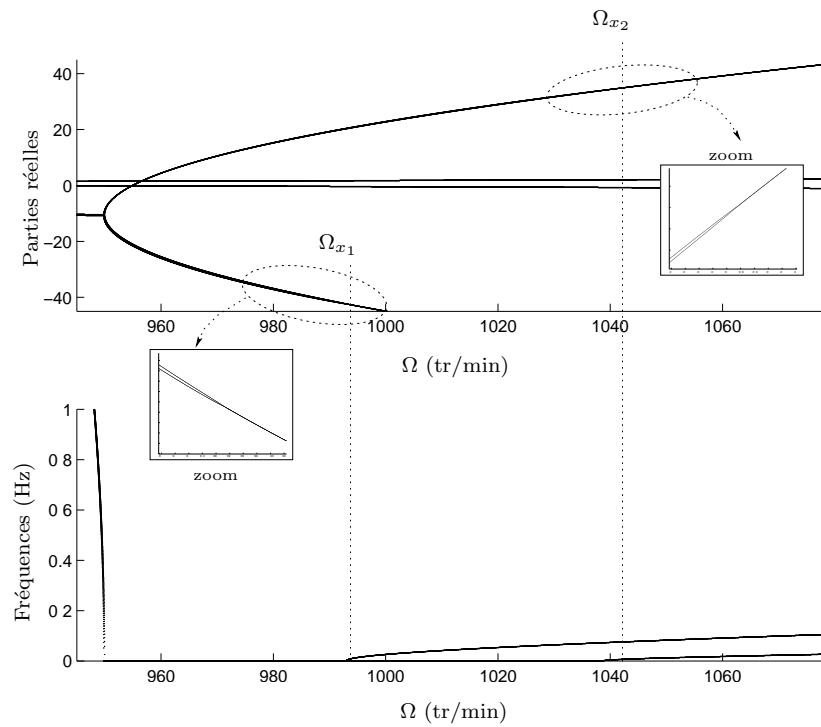 Ω_{x_2}
40
20
0
−20
−40
Parties réelles
zoom
Ω_{x_1}
960 980 1000 1020 1040 1060
Ω (tr/min)
zoom
1
0 8
0 6
0 4
0 2
0
Fréquences (Hz)
960 980 1000 1020 1040 1060
Ω (tr/min)